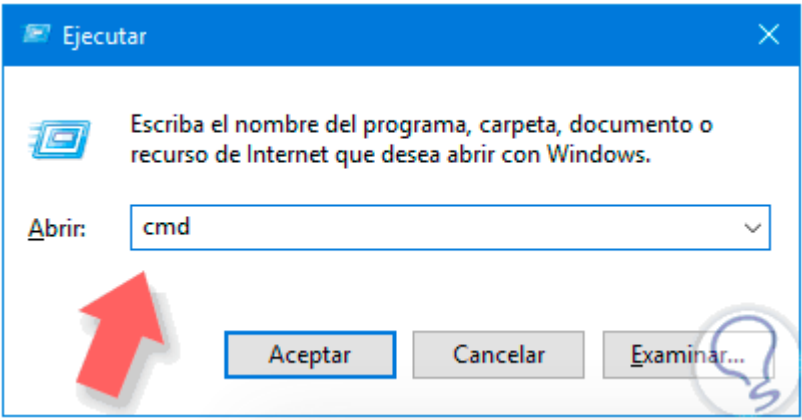 Ejecutar
Escriba el nombre del programa, carpeta, documento o
recurso de Internet que desea abrir con Windows.
Abrir: cmd
Aceptar Cancelar Examinar...